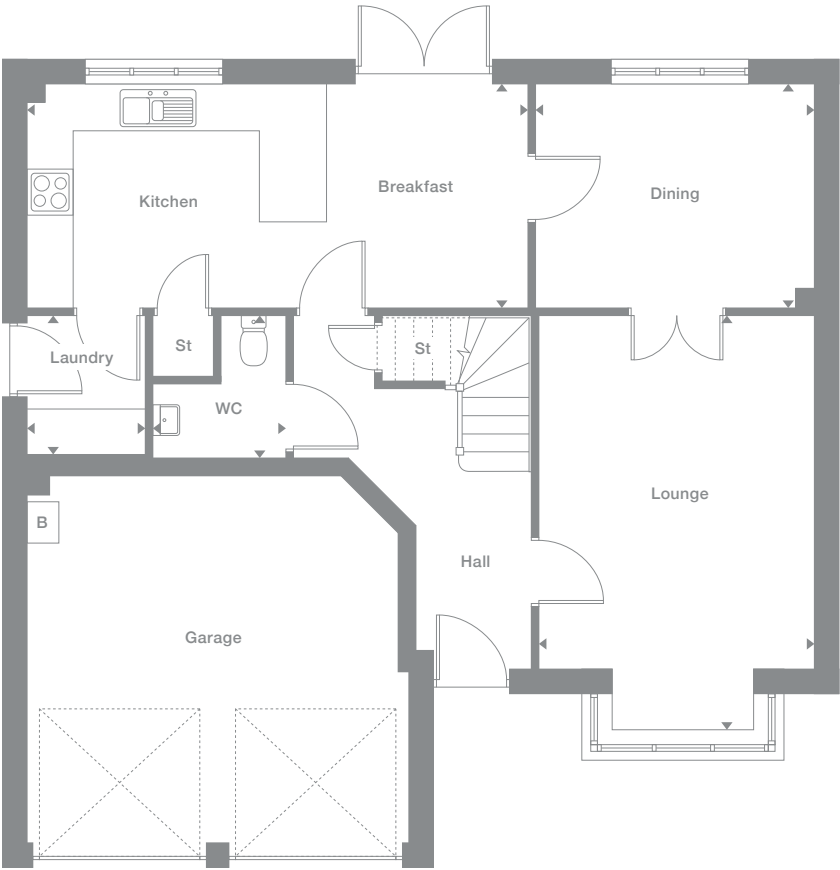 Kitchen
Breakfast
Dining
Laundry
St
St
WC
Lounge
B
Hall
Garage